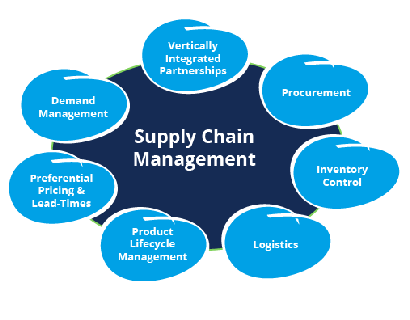 Vertically
Integrated
Partnerships
Procurement
Demand
Management
Supply Chain
Management
Inventory
Control
Preferential
Pricing &
Lead-Times
Product
Lifecycle
Management
Logistics